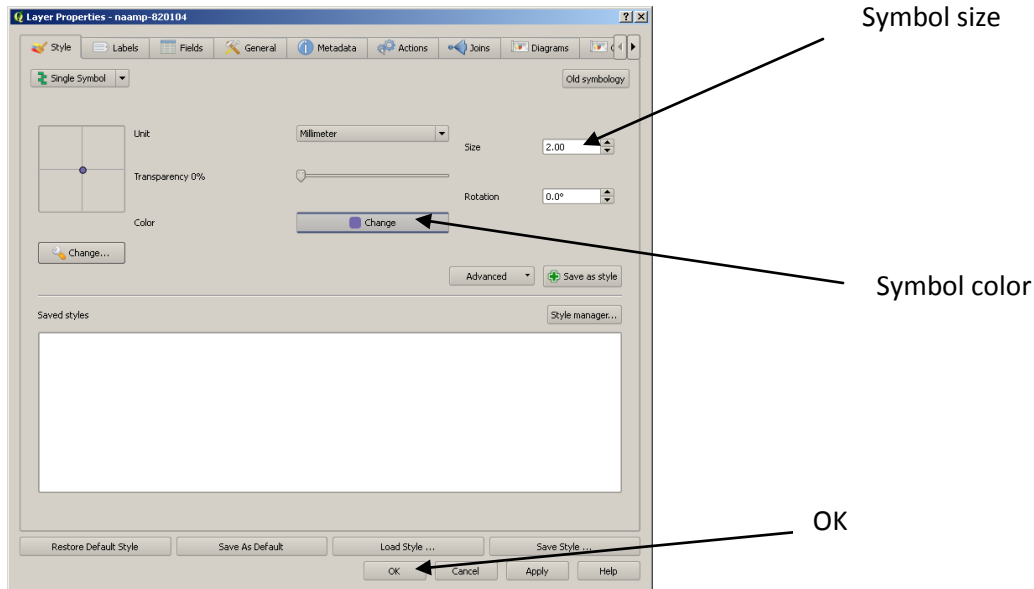 Layer Properties - naamp-820104
Symbol size
Style Labels Fields General Metadata Actions Joins Diagrams
Single Symbol Old symbology
Unit Millimeter
Size 2.00
Transparency 0%
Rotation 0.0°
Color Change
Change...
Advanced Save as style
Symbol color
Saved styles Style manager...
OK
Restore Default Style Save As Default Load Style ... Save Style ...
OK Cancel Apply Help